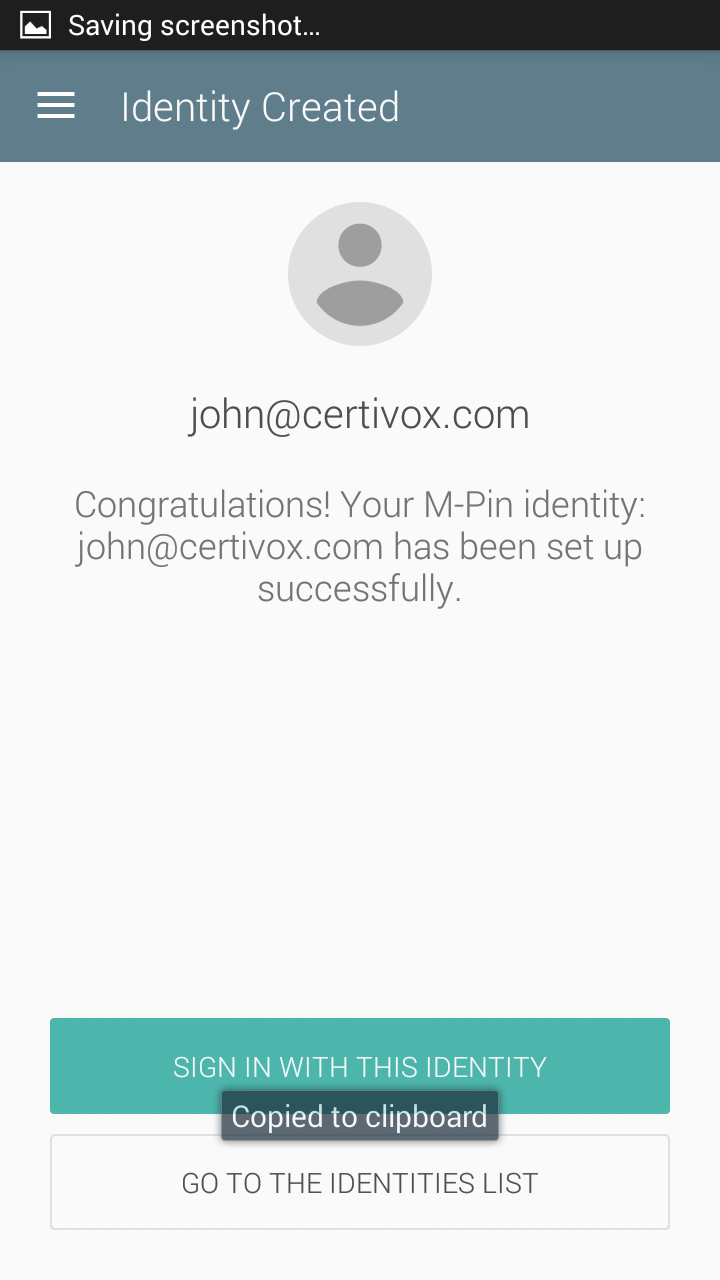 Saving screenshot...
Identity Created
john@certivox.com
Congratulations! Your M-Pin identity:
john@certivox.com has been set up
successfully.
SIGN IN WITH THIS IDENTITY
Copied to clipboard
GO TO THE IDENTITIES LIST